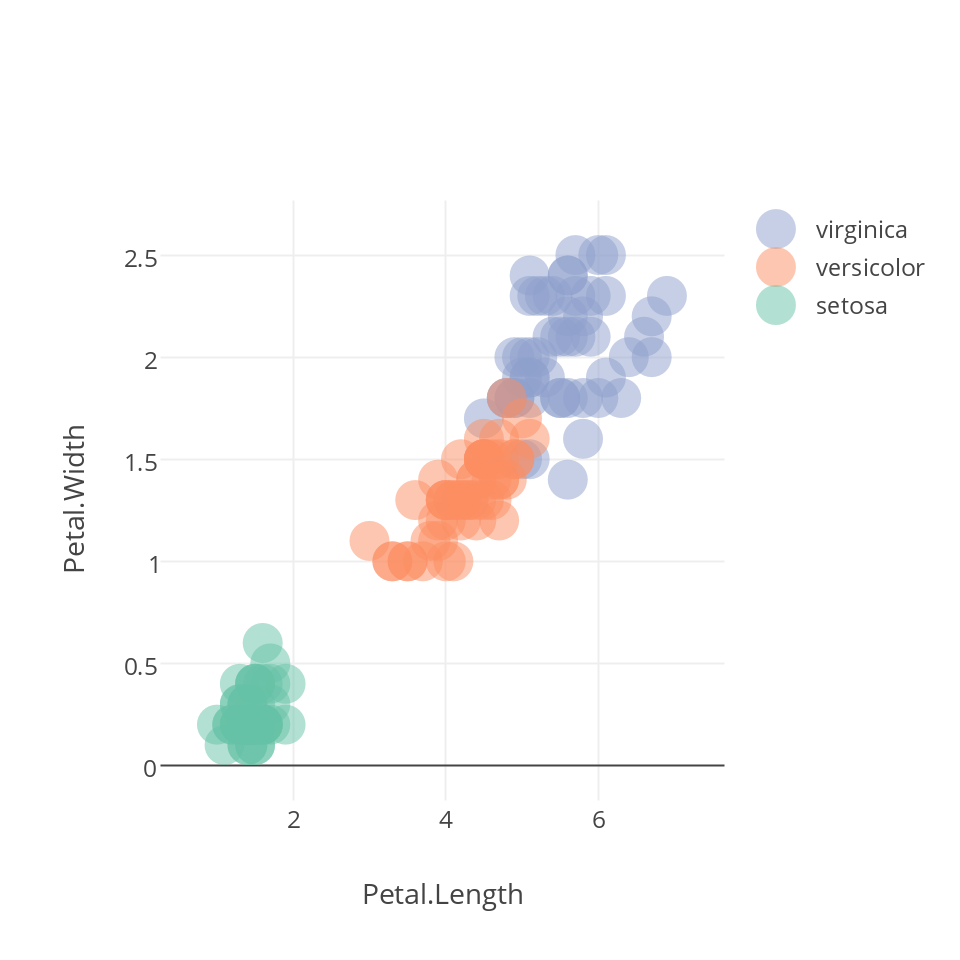 virginica
versicolor
setosa
2.5
2
1.5
1
0.5
0
Petal.Width
2 4 6
Petal.Length